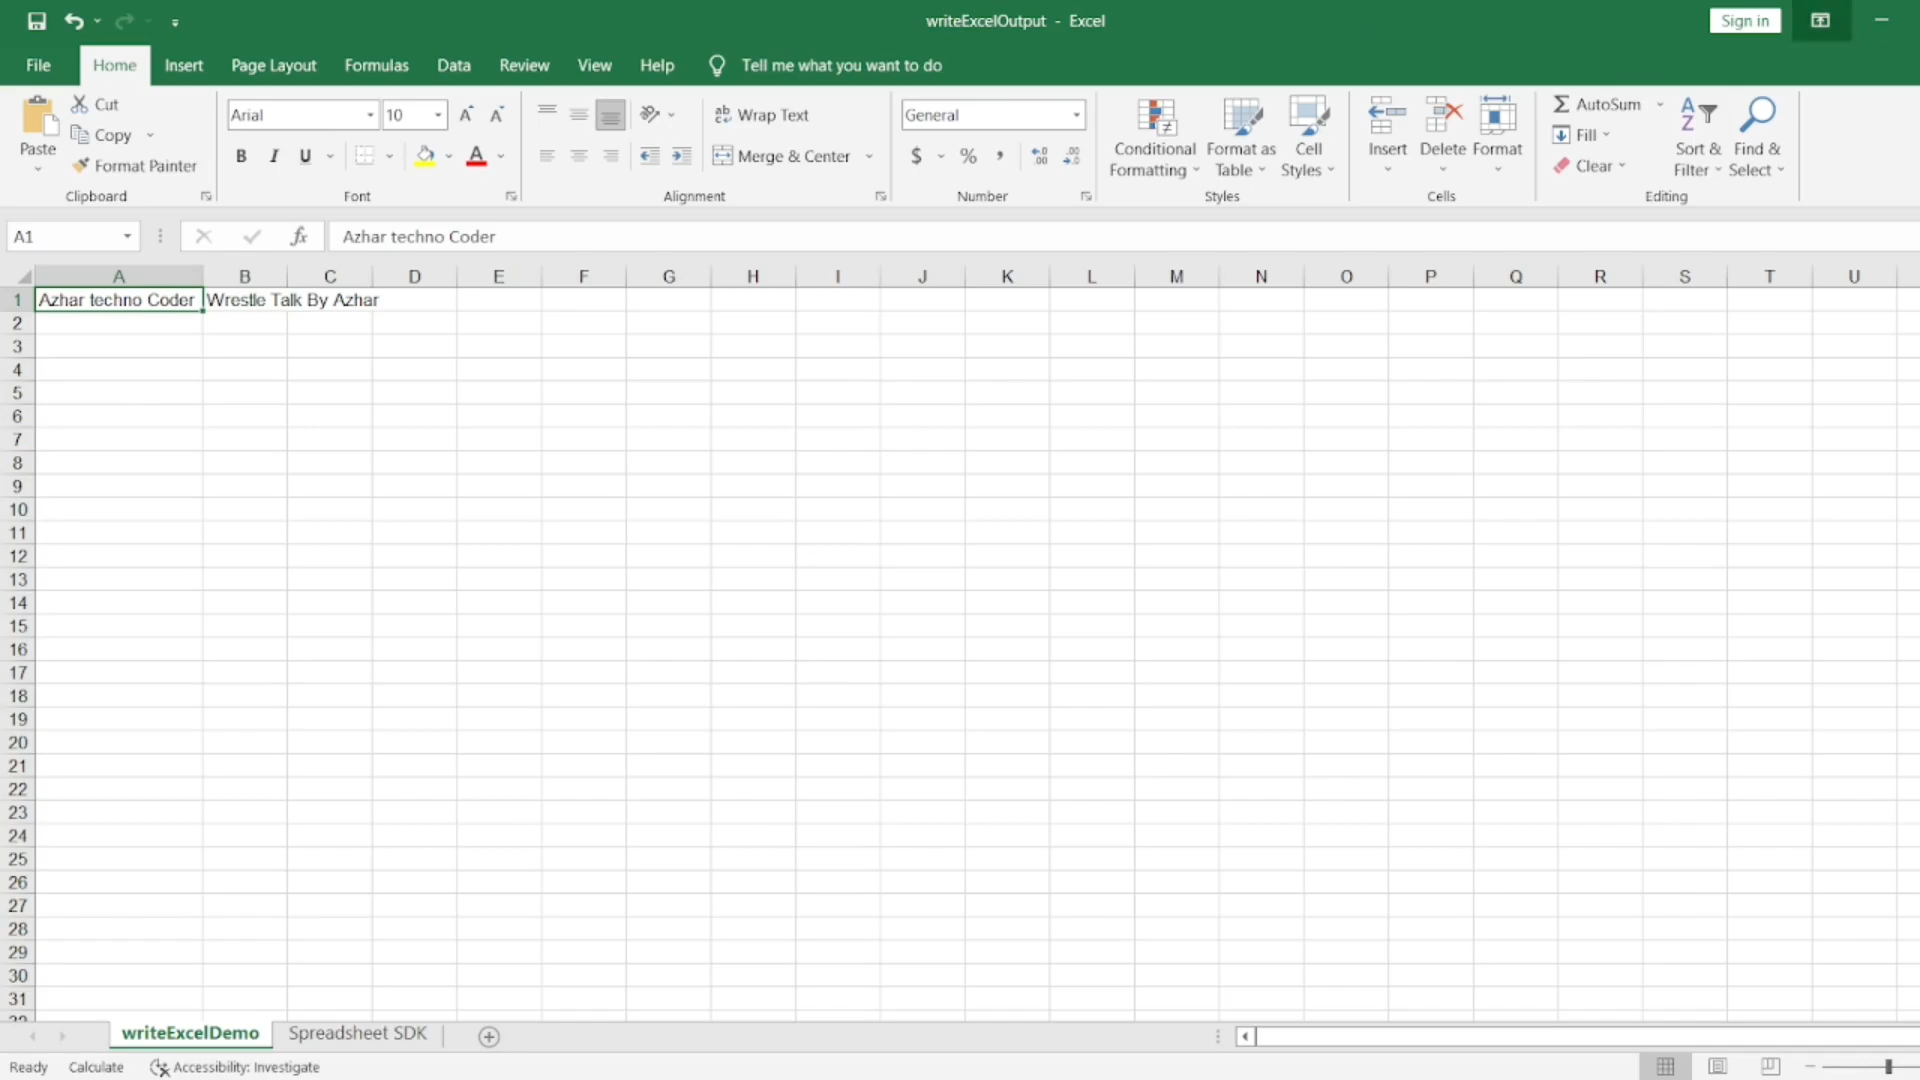 writeExcelOutput - Excel
Sign in
File Home Insert Page Layout Formulas Data Review View Help Tell me what you want to do
Paste
Cut
Copy
Format Painter
Clipboard
Arial 10
B I U A
Font
ab Wrap Text
Merge & Center
Alignment
General
$ % ,
Number
Conditional Formatting
Format as Table
Cell Styles
Styles
Insert
Delete
Format
Cells
AutoSum
Fill
Clear
Sort & Filter
Find & Select
Editing
A1 fx Azhar techno Coder
A B C D E F G H I J K L M N O P Q R S T U
1 Azhar techno Coder Wrestle Talk By Azhar
2
3
4
5
6
7
8
9
10
11
12
13
14
15
16
17
18
19
20
21
22
23
24
25
26
27
28
29
30
31
writeExcelDemo Spreadsheet SDK
Ready Calculate Accessibility: Investigate